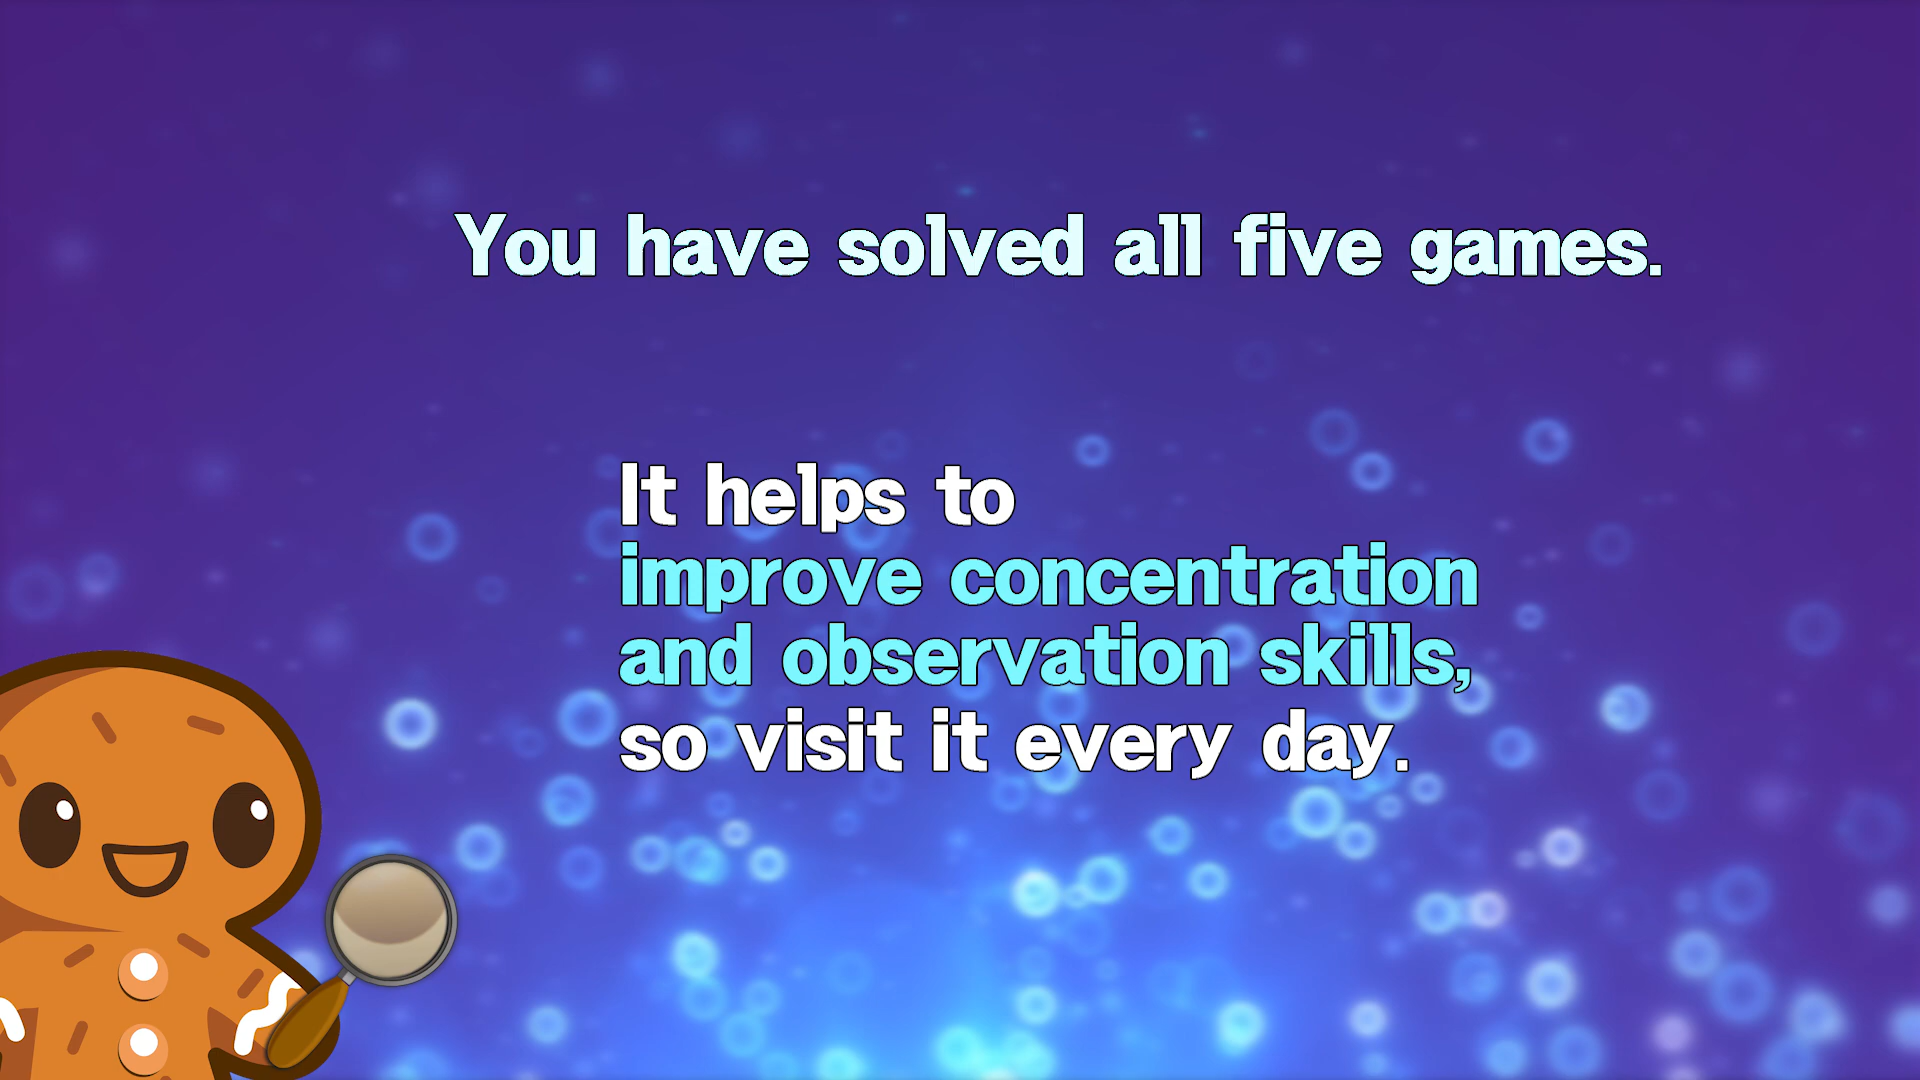 You have solved all five games.
It helps to
improve concentration
and observation skills,
so visit it every day.